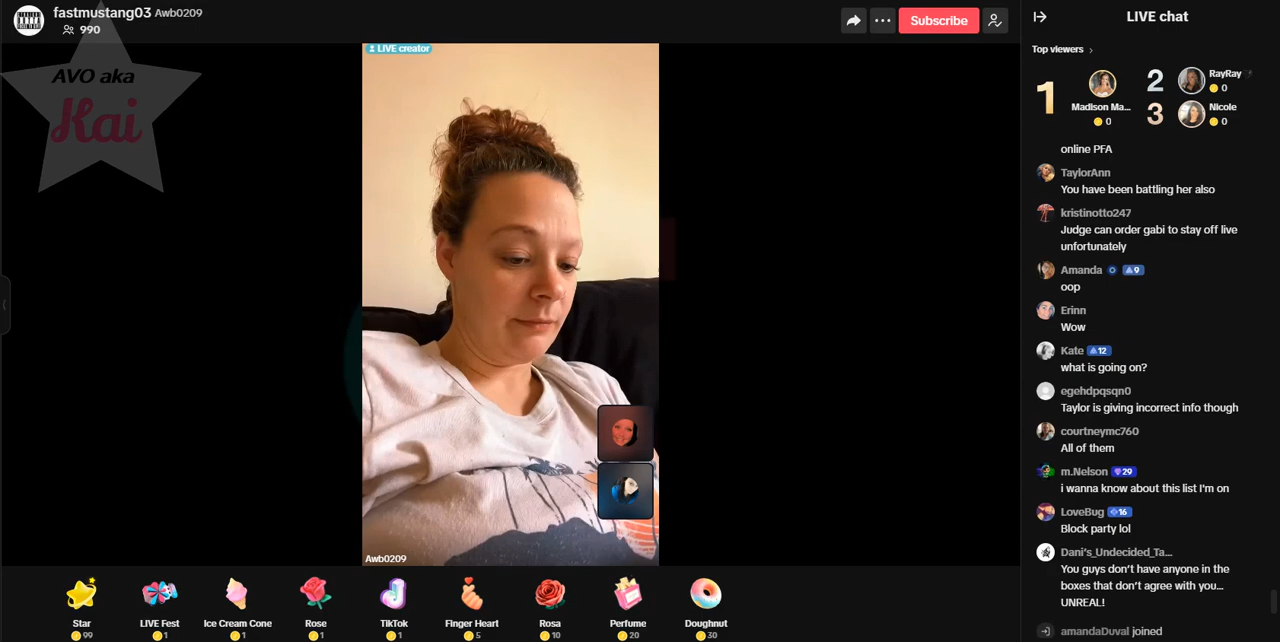 fastmustang03 Awb0209
990
Subscribe
AVO aka
Kai
LIVE creator
Awb0209
Star
99
LIVE Fest
1
Ice Cream Cone
1
Rose
1
TikTok
1
Finger Heart
5
Rosa
10
Perfume
20
Doughnut
30
LIVE chat
Top viewers
1
Madison Ma...
0
2
RayRay
0
3
Nicole
0
online PFA
TaylorAnn
You have been battling her also
kristinotto247
Judge can order gabi to stay off live
unfortunately
Amanda 9
oop
Erinn
Wow
Kate 12
what is going on?
egehdpqsqn0
Taylor is giving incorrect info though
courtneymc760
All of them
m.Nelson 29
i wanna know about this list I'm on
LoveBug 16
Block party lol
Dani's_Undecided_Ta...
You guys don't have anyone in the
boxes that don't agree with you...
UNREAL!
amandaDuval joined